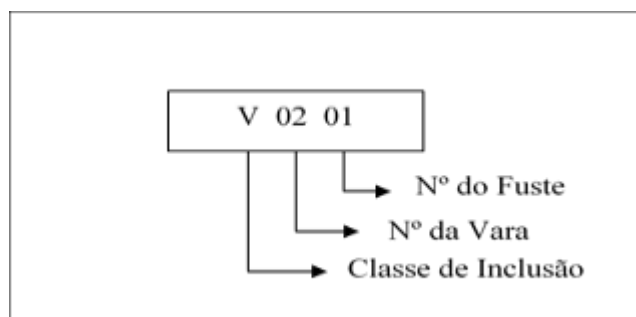 V 02 01
Nº do Fuste
Nº da Vara
Classe de Inclusão